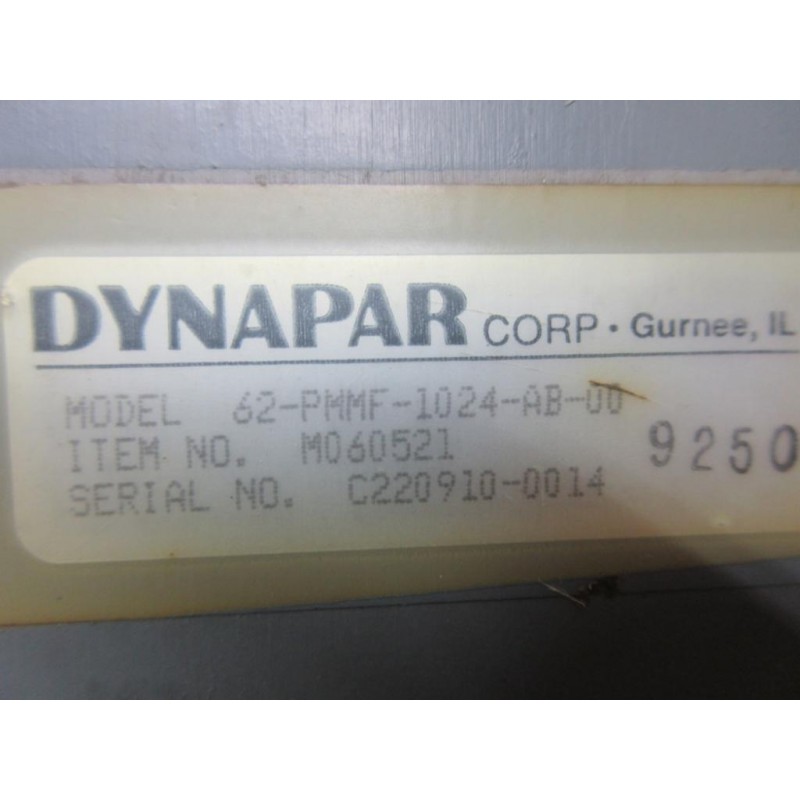 DYNAPAR CORP • Gurnee, IL
MODEL 62-PMMF-1024-AB-00
ITEM NO. M060521
9250
SERIAL NO. C220910-0014